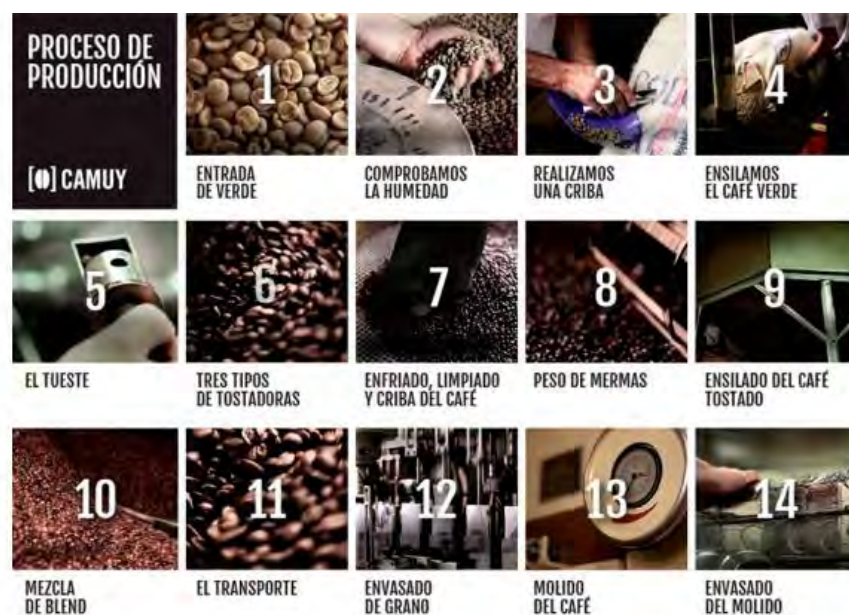 PROCESO DE
PRODUCCIÓN
CAMUY
1
ENTRADA
DE VERDE
2
COMPROBAMOS
LA HUMEDAD
3
REALIZAMOS
UNA CRIBA
4
ENSILAMOS
EL CAFÉ VERDE
5
EL TUESTE
6
TRES TIPOS
DE TOSTADORAS
7
ENFRIADO, LIMPIADO
Y CRIBA DEL CAFÉ
8
PESO DE MERMAS
9
ENSILADO DEL CAFÉ
TOSTADO
10
MEZCLA
DE BLEND
11
EL TRANSPORTE
12
ENVASADO
DE GRANO
13
MOLIDO
DEL CAFÉ
14
ENVASADO
DEL MOLIDO